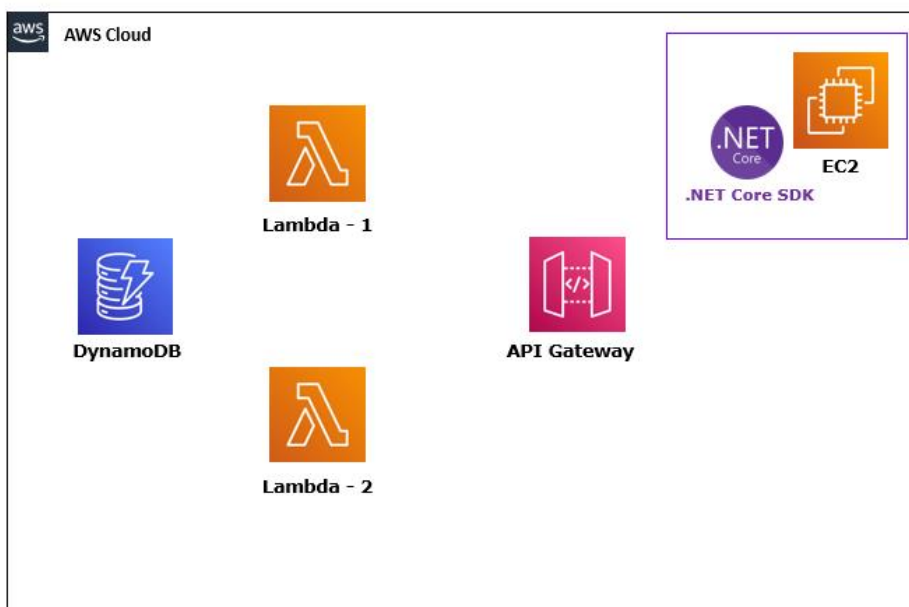 aws
AWS Cloud
.NET
Core
EC2
.NET Core SDK
Lambda - 1
</>
DynamoDB
API Gateway
Lambda - 2